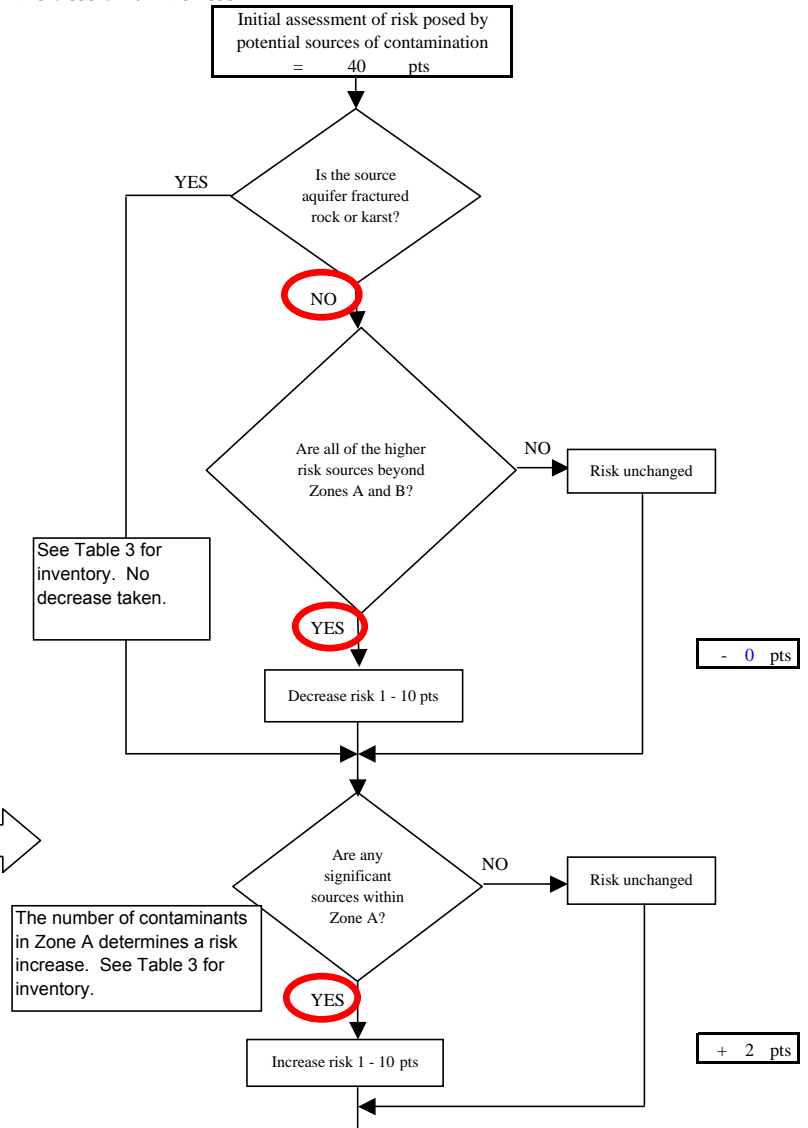 Initial assessment of risk posed by
potential sources of contamination
= 40 pts
YES
Is the source
aquifer fractured
rock or karst?
NO
Are all of the higher
risk sources beyond
Zones A and B?
NO
Risk unchanged
See Table 3 for
inventory. No
decrease taken.
YES
- 0 pts
Decrease risk 1 - 10 pts
Are any
significant
sources within
Zone A?
NO
Risk unchanged
The number of contaminants
in Zone A determines a risk
increase. See Table 3 for
inventory.
YES
+ 2 pts
Increase risk 1 - 10 pts